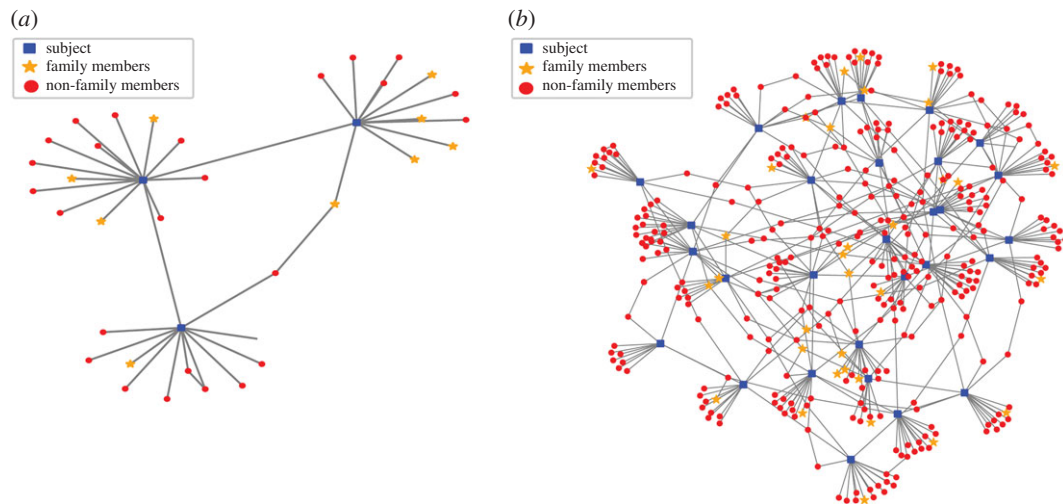 (a)
subject
family members
non-family members
(b)
subject
family members
non-family members